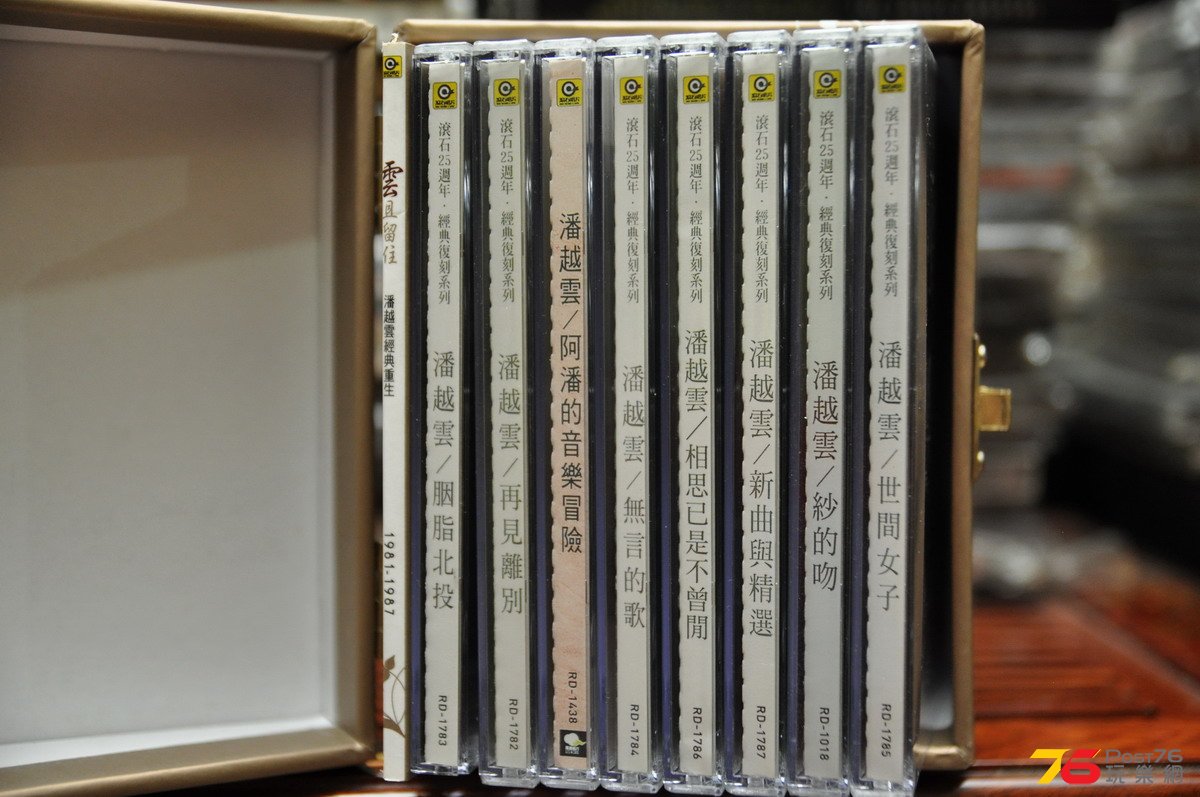 雲且留住
潘越雲經典重生
1981-1987
滾石25週年·經典復刻系列
潘越雲/胭脂北投
RD-1783
滾石25週年·經典復刻系列
潘越雲/再見離別
RD-1782
潘越雲/阿潘的音樂冒險
RD-1438
滾石25週年·經典復刻系列
潘越雲/無言的歌
RD-1784
滾石25週年·經典復刻系列
潘越雲/相思已是不曾閒
RD-1786
滾石25週年·經典復刻系列
潘越雲/新曲與精選
RD-1787
滾石25週年·經典復刻系列
潘越雲/紗的吻
RD-1018
滾石25週年·經典復刻系列
潘越雲/世間女子
RD-1785
76 Post76
玩樂網